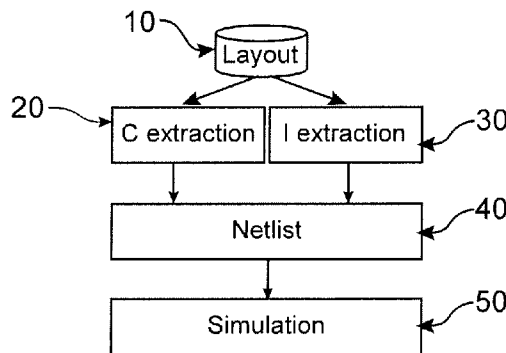 10
Layout
20
C extraction
I extraction
30
Netlist
40
Simulation
50